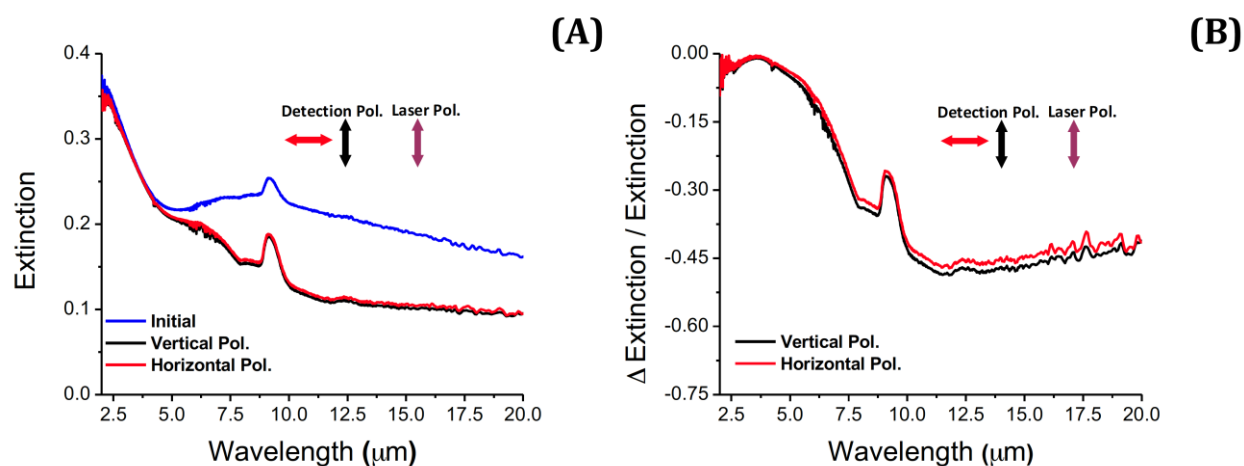 (A)
0.4
0.3
0.2
0.1
0.0
Extinction
Detection Pol. Laser Pol.
Initial
Vertical Pol.
Horizontal Pol.
2.5 5.0 7.5 10.0 12.5 15.0 17.5 20.0
Wavelength (μm)
(B)
0.00
-0.15
-0.30
-0.45
-0.60
-0.75
Δ Extinction / Extinction
Detection Pol. Laser Pol.
Vertical Pol.
Horizontal Pol.
2.5 5.0 7.5 10.0 12.5 15.0 17.5 20.0
Wavelength (μm)